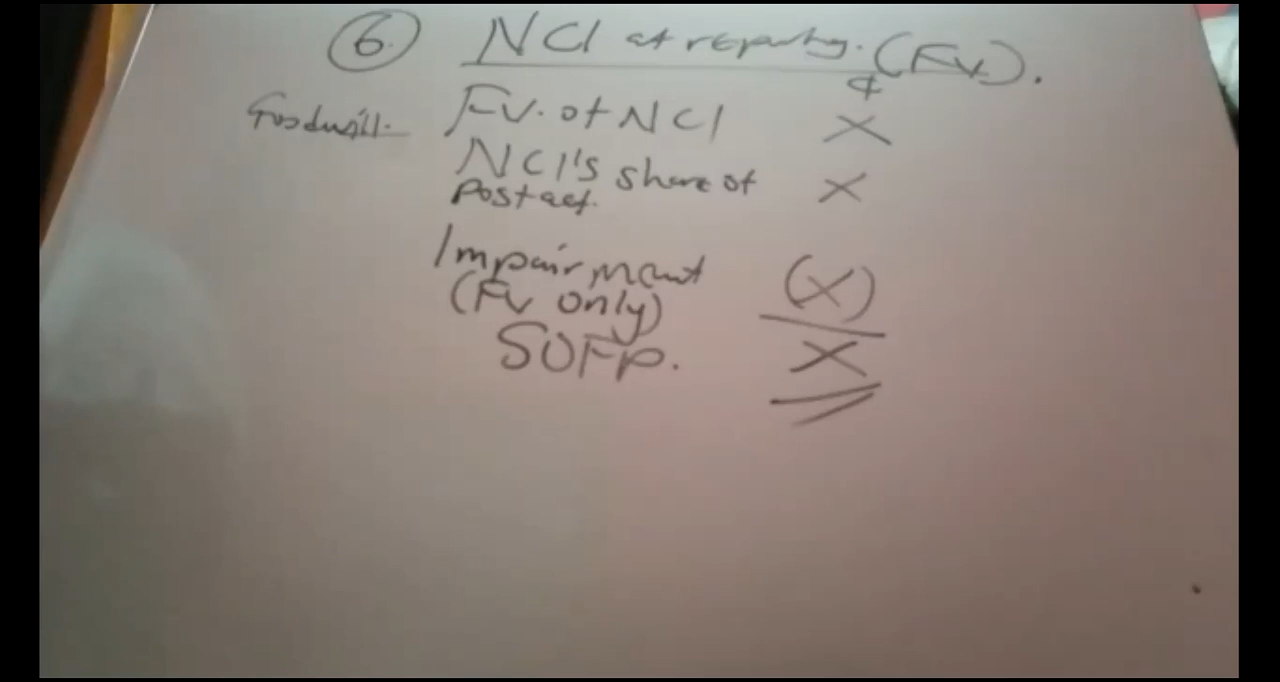 6. NCI at reporting. (FV).
¢
Goodwill. FV. of NCI X
NCI's share of X
Post acq.
Impairment (X)
(FV only)
SOFP. X